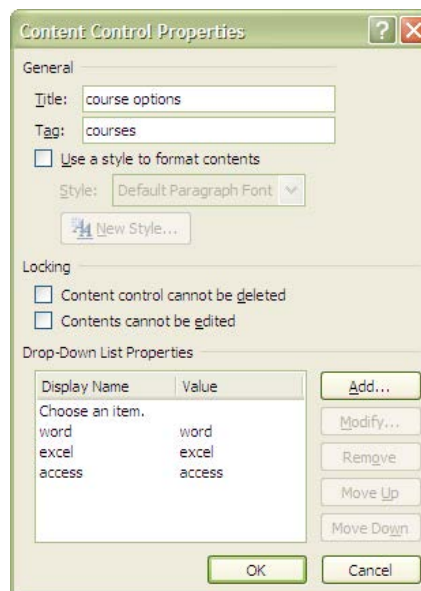 Content Control Properties
General
Title: course options
Tag: courses
Use a style to format contents
Style: Default Paragraph Font
New Style...
Locking
Content control cannot be deleted
Contents cannot be edited
Drop-Down List Properties
Display Name Value
Choose an item.
word word
excel excel
access access
Add...
Modify...
Remove
Move Up
Move Down
OK Cancel